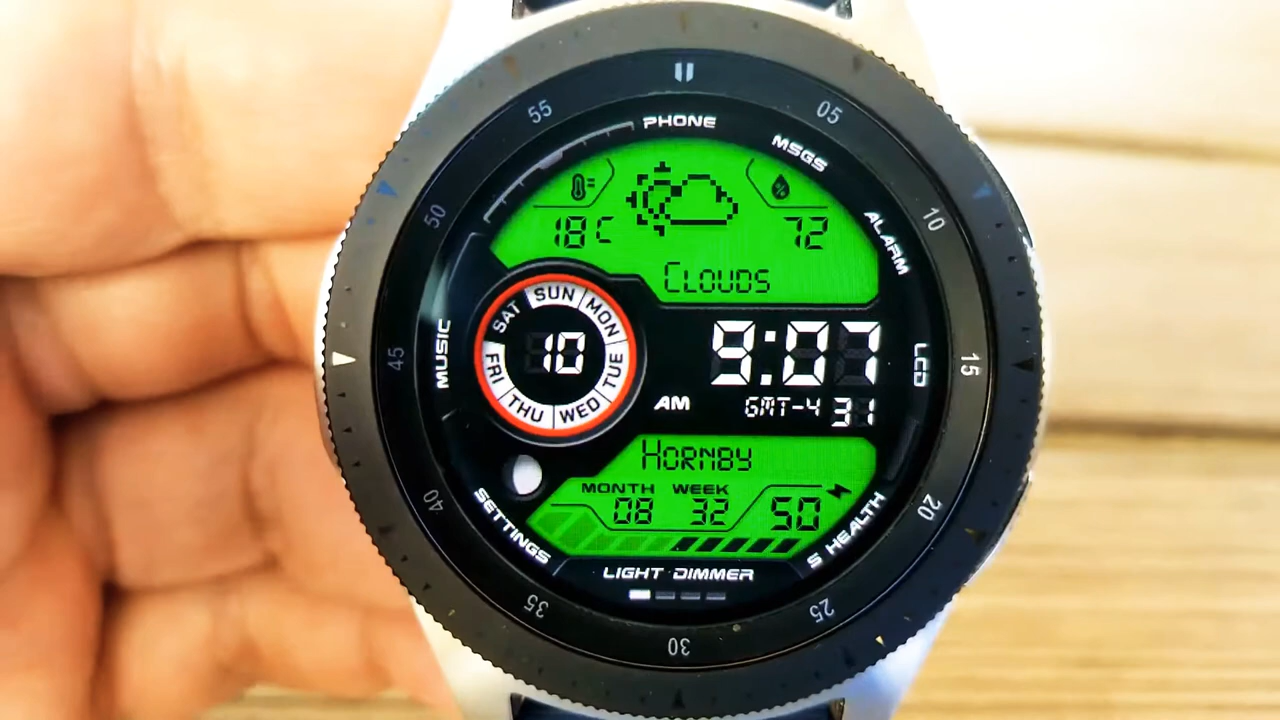 55
05
PHONE
MSGS
50
10
18°C
72
ALARM
CLOUDS
SAT SUN MON TUE WED THU FRI
10
9:07
MUSIC
LCD
45
15
AM
GMT-4 31
HORNBY
MONTH WEEK
08 32 50
40
20
SETTINGS
S HEALTH
LIGHT DIMMER
35
25
30